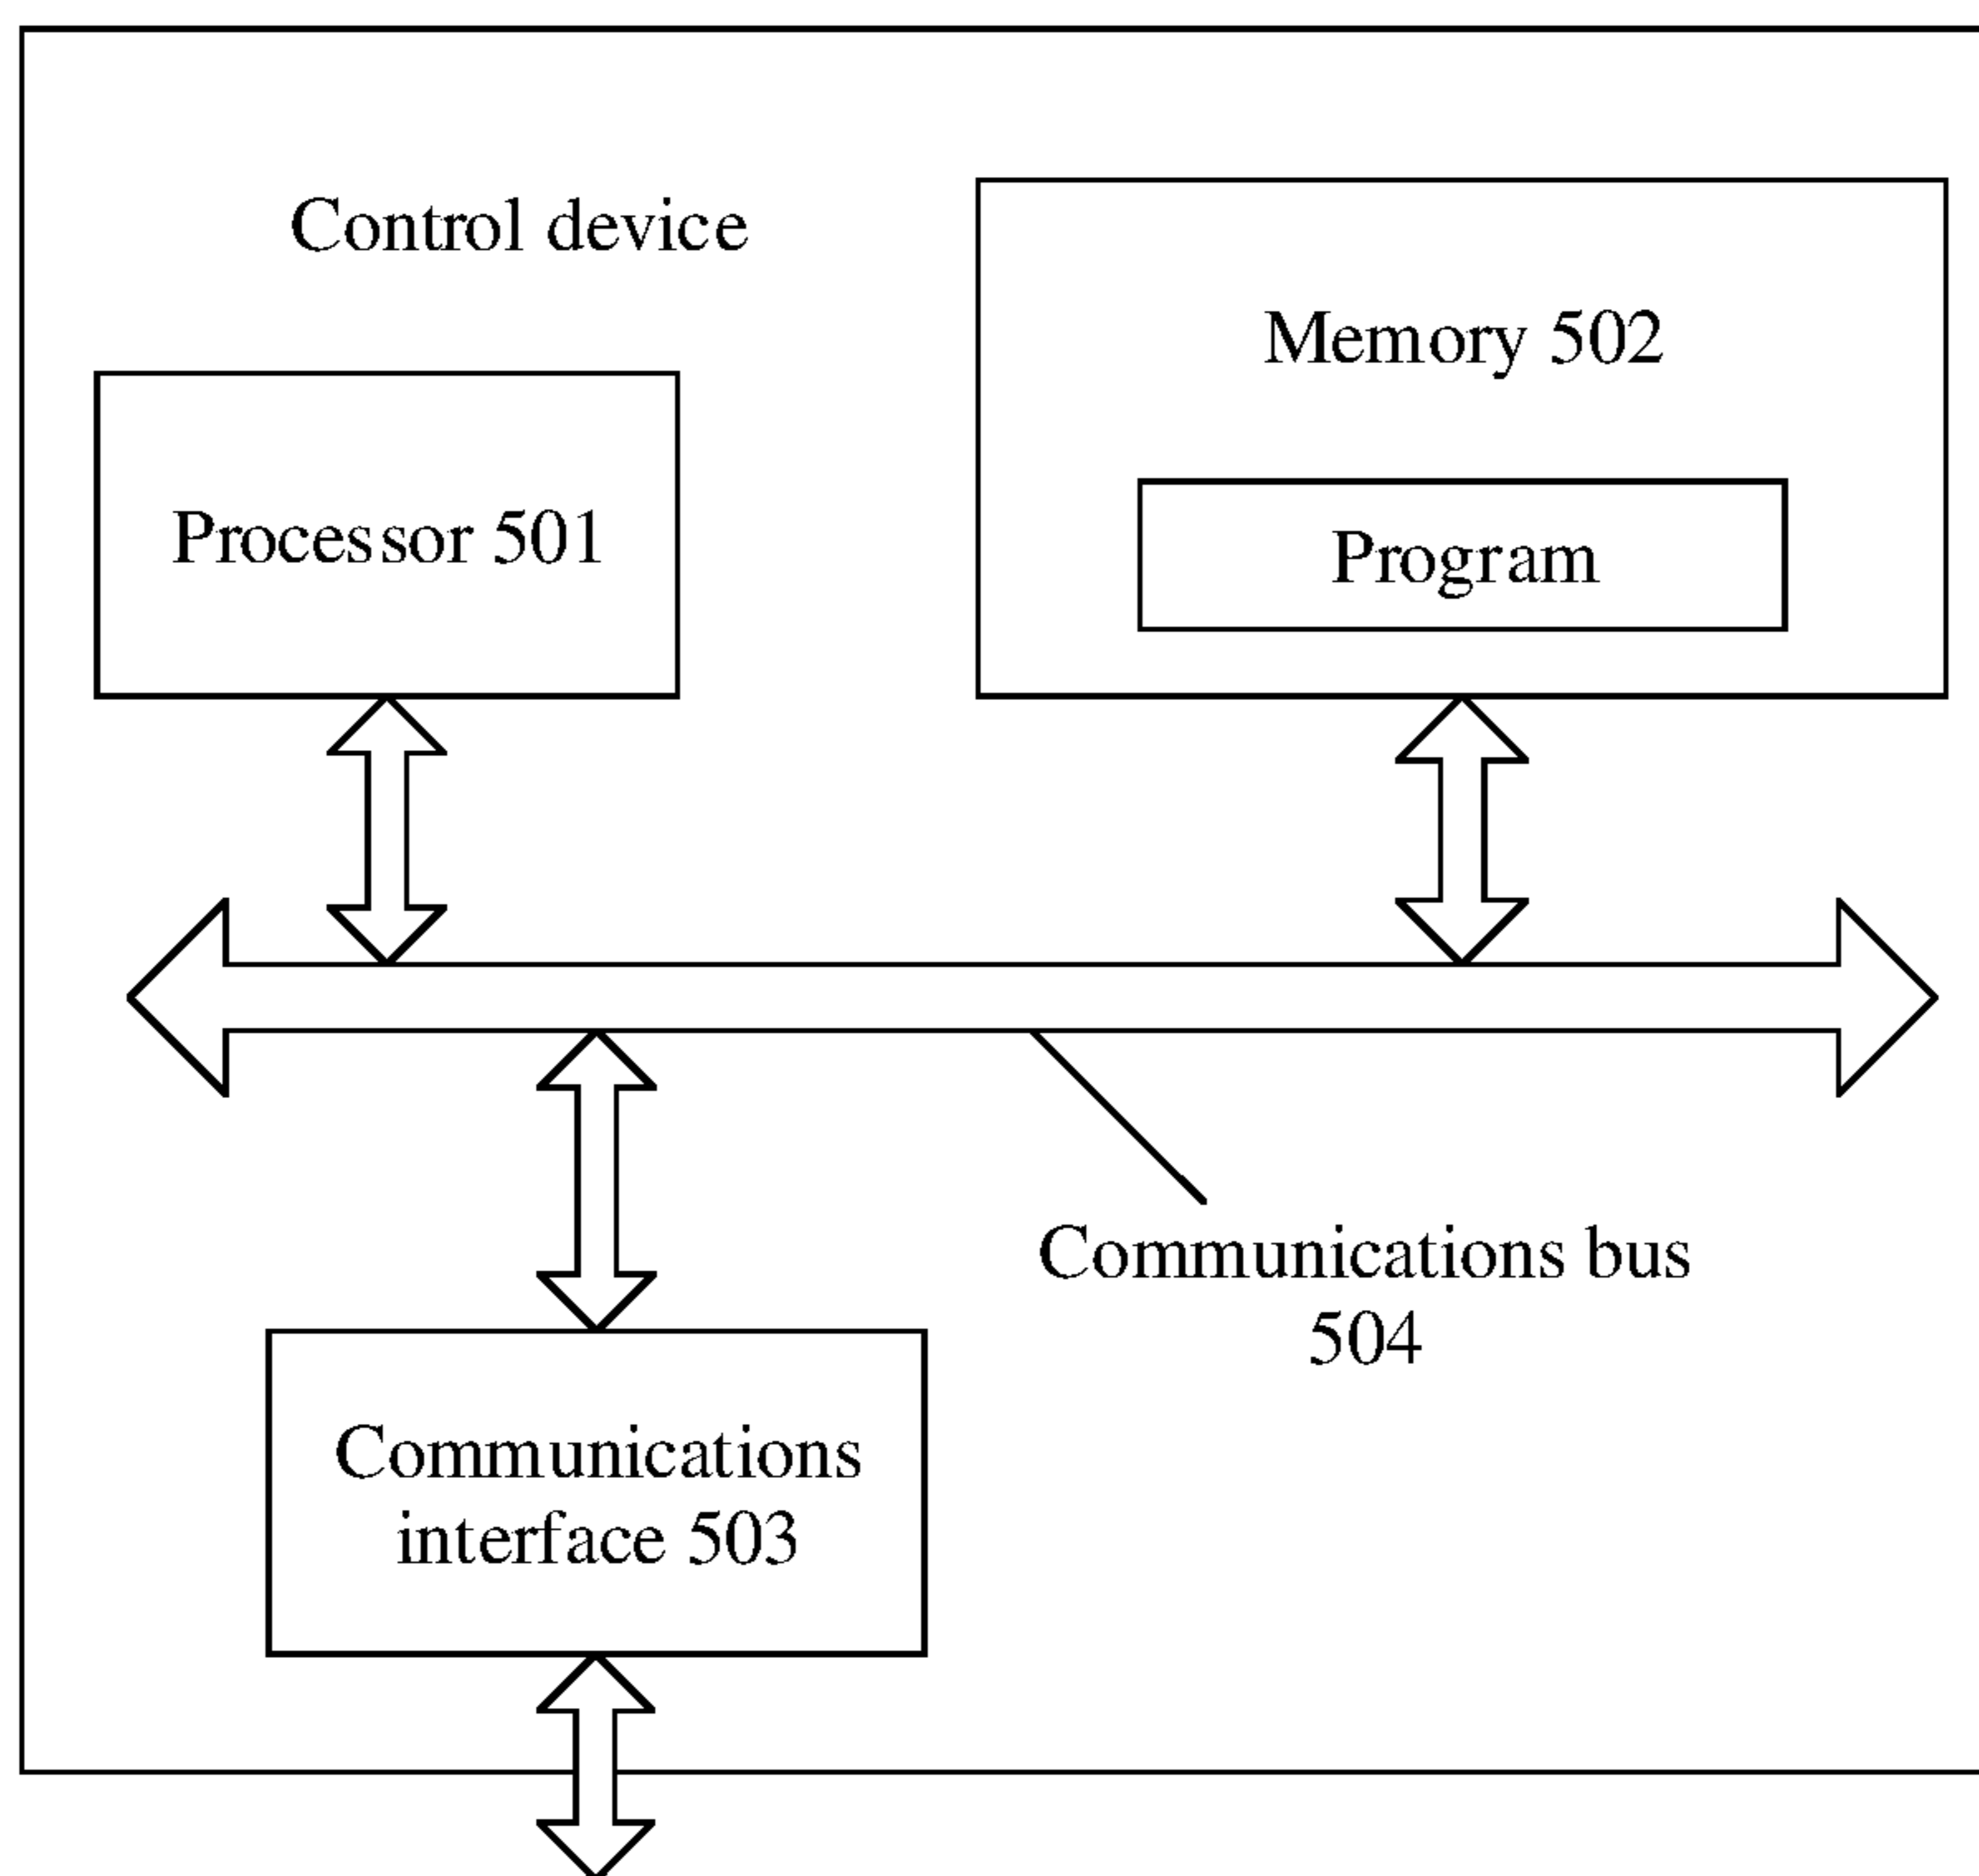 Control device
Memory 502
Processor 501
Program
Communications bus
504
Communications
interface 503